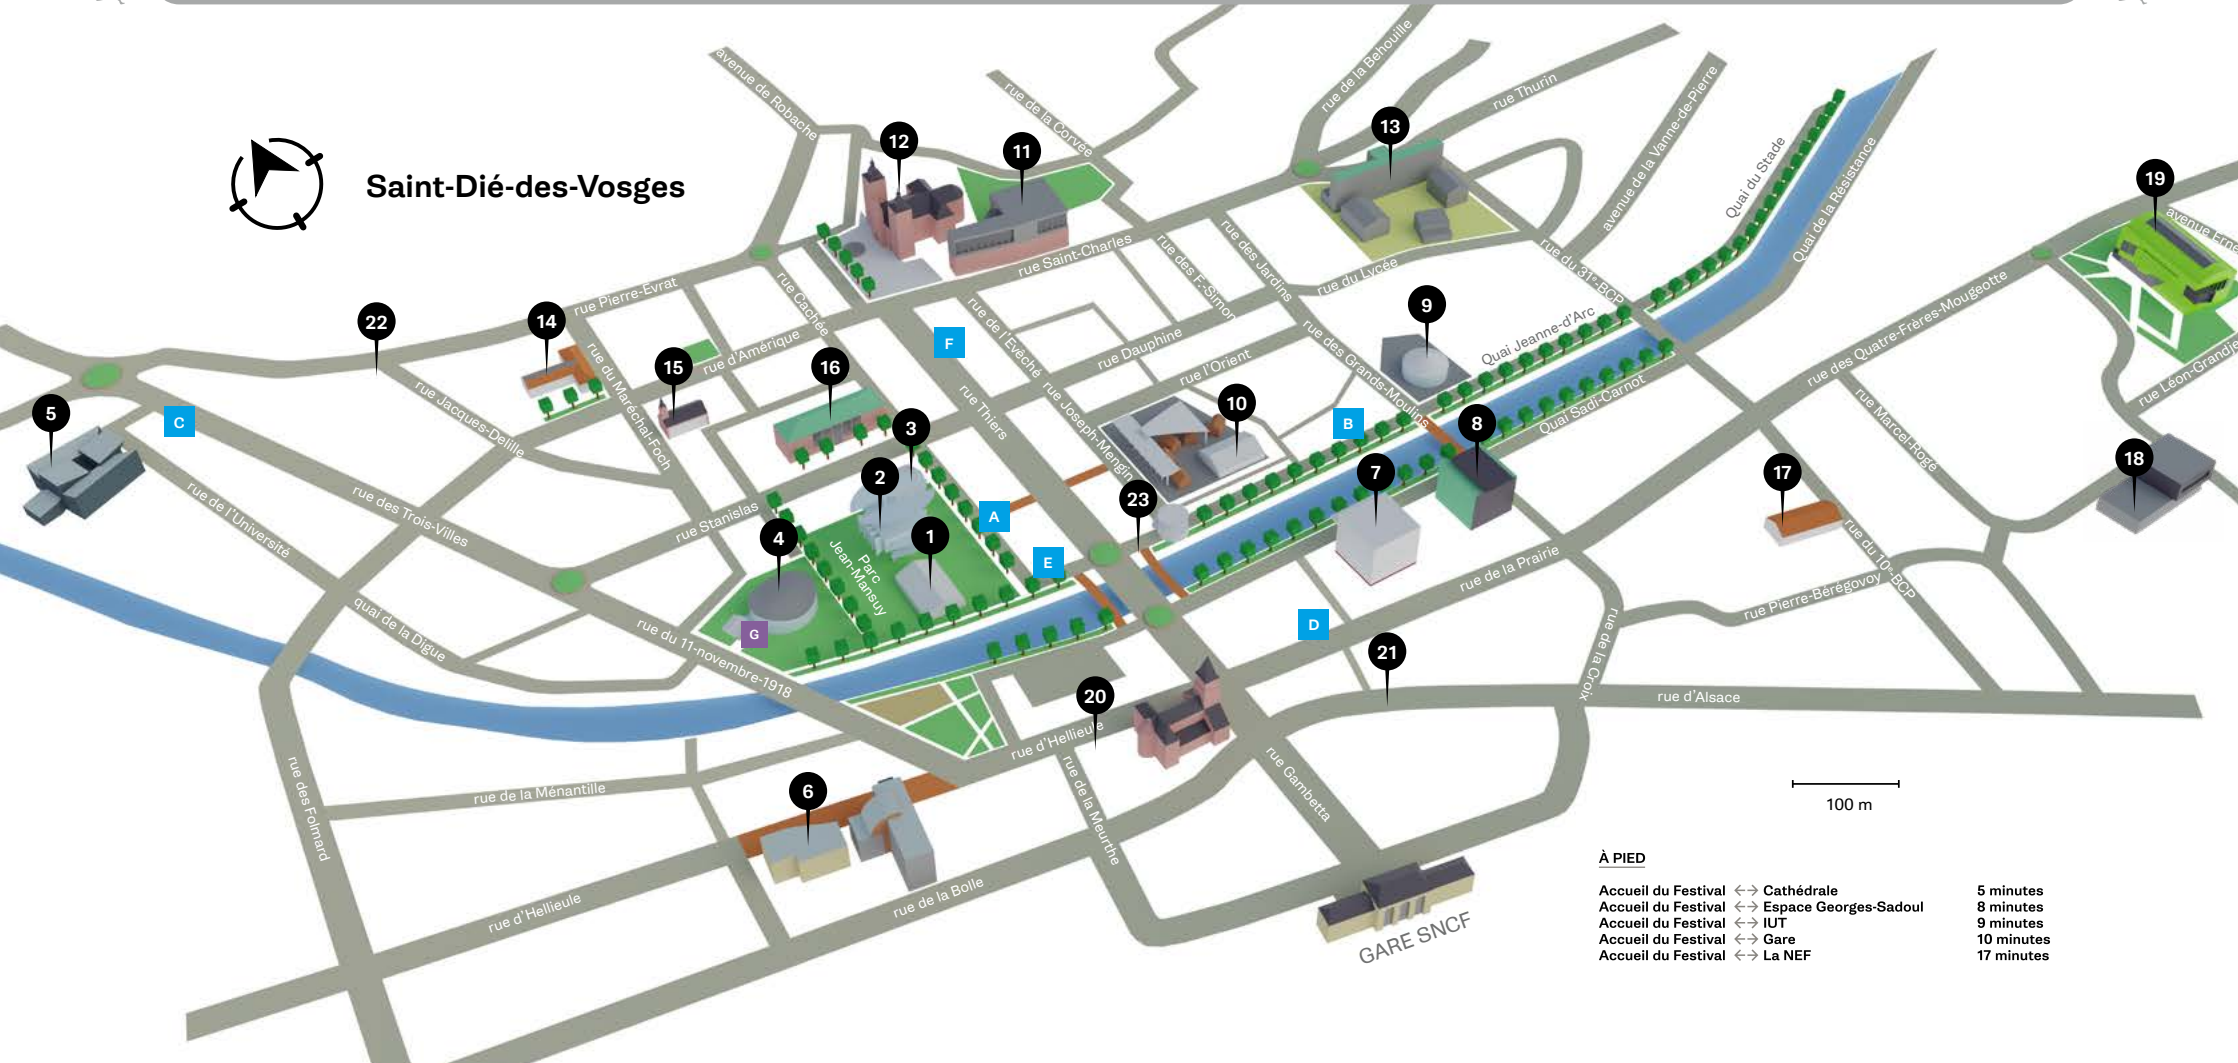 Saint-Dié-des-Vosges
avenue de Robache
rue de la Corvée
rue de la Behouille
rue Thurin
avenue de la Vanne-de-Pierre
Quai du Stade
Quai de la Résistance
12
11
13
19
22
14
15
16
9
5
C
F
3
2
10
B
8
7
23
A
4
1
E
17
18
G
D
21
20
6
rue Pierre-Evrat
rue Cachée
rue Saint-Charles
rue des F.-Simon
rue des Jardins
rue du Lycée
rue du 31e-BCP
Quai Jeanne-d'Arc
rue des Quatre-Frères-Mougeotte
rue Léon-Grandje
rue d'Amérique
rue de l'Evêché
rue Dauphine
rue l'Orient
rue des Grands-Moulins
Quai Sadi-Carnot
rue Marcel-Rogé
rue Jacques-Delille
rue du Maréchal-Foch
rue Thiers
rue Joseph-Mengin
rue de l'Université
rue des Trois-Villes
rue Stanislas
Parc
Jean-Mansuy
rue de la Prairie
rue du 10e-BCP
rue Pierre-Bérégovoy
quai de la Digue
rue du 11-novembre-1918
rue de la Croix
rue d'Alsace
rue d'Hellieule
rue de la Ménantille
rue des Folmard
rue de la Meurthe
rue Gambetta
rue d'Hellieule
rue de la Bolle
GARE SNCF
100 m
À PIED
Accueil du Festival <-> Cathédrale 5 minutes
Accueil du Festival <-> Espace Georges-Sadoul 8 minutes
Accueil du Festival <-> IUT 9 minutes
Accueil du Festival <-> Gare 10 minutes
Accueil du Festival <-> La NEF 17 minutes